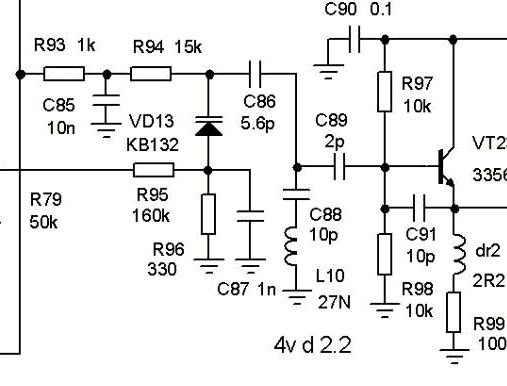 C90 0.1
R93 1k
R94 15k
C85
10n
VD13
KB132
C86
5.6p
R97
10k
C89
2p
VT23
3356
R79
50k
R95
160k
R96
330
C87 1n
C88
10p
L10
27N
C91
10p
R98
10k
dr2
2R2
R99
100
4v d 2.2